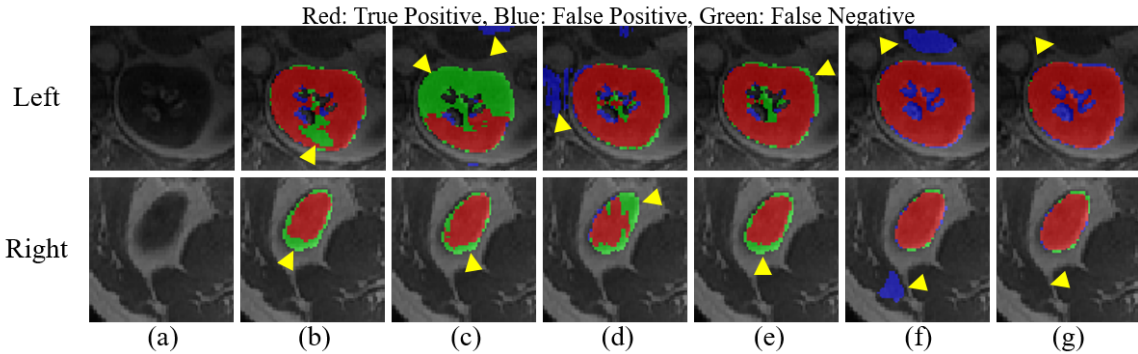 Red: True Positive, Blue: False Positive, Green: False Negative
Left
Right
(a) (b) (c) (d) (e) (f) (g)